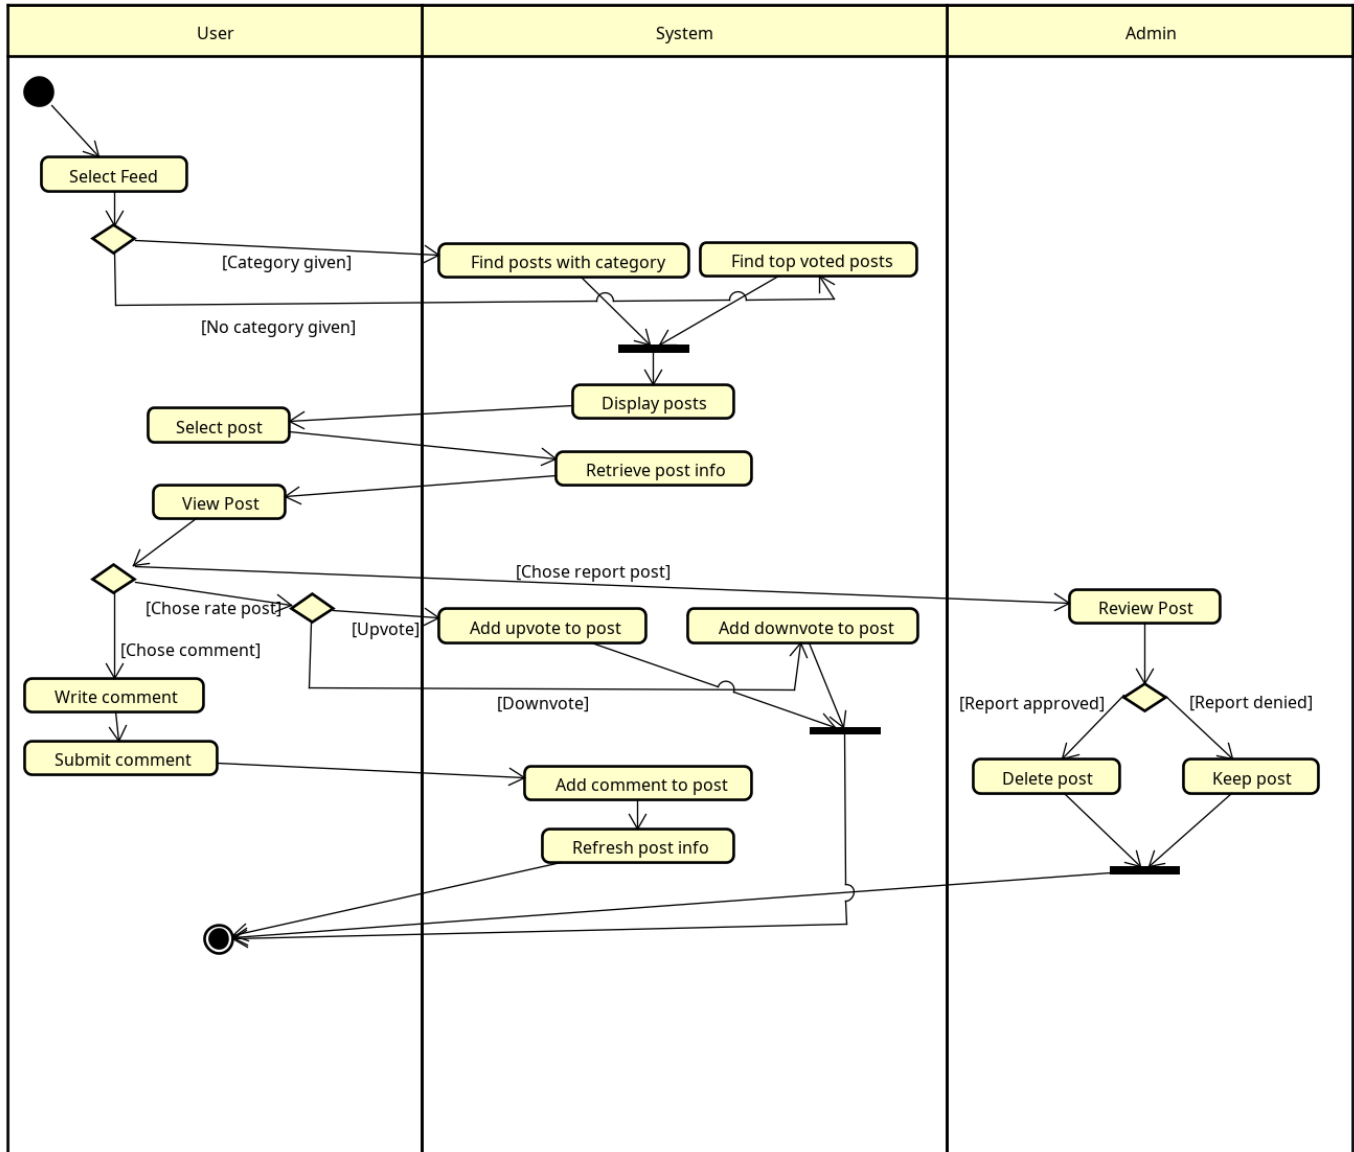 User
System
Admin
Select Feed
[Category given]
Find posts with category
Find top voted posts
[No category given]
Display posts
Select post
Retrieve post info
View Post
[Chose report post]
[Chose rate post]
Review Post
[Upvote]
Add upvote to post
Add downvote to post
[Chose comment]
Write comment
[Downvote]
[Report approved]
[Report denied]
Submit comment
Add comment to post
Delete post
Keep post
Refresh post info